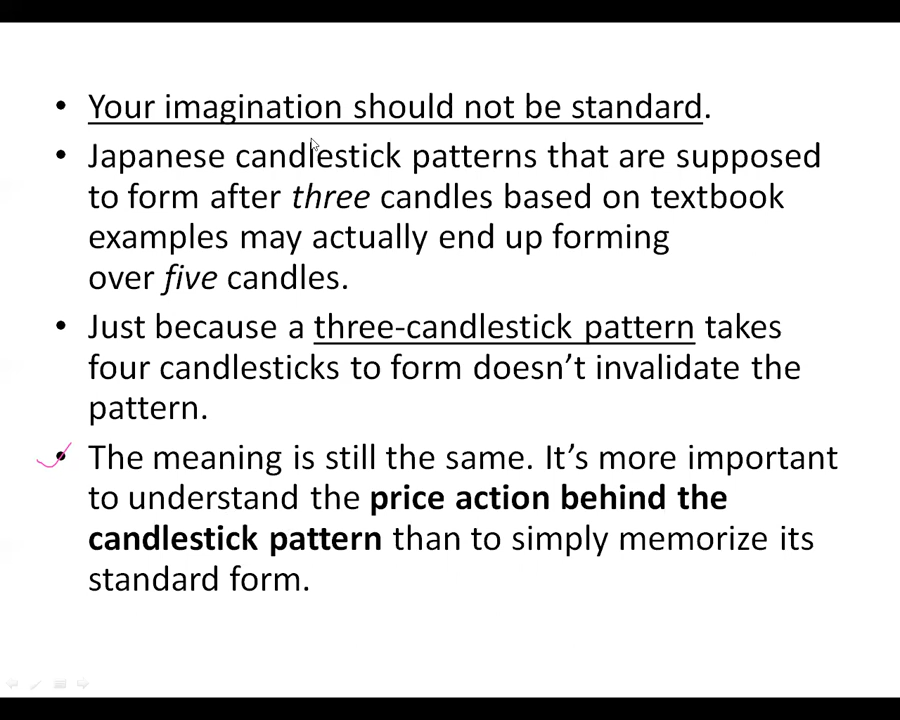 • Your imagination should not be standard.
• Japanese candlestick patterns that are supposed
to form after three candles based on textbook
examples may actually end up forming
over five candles.
• Just because a three-candlestick pattern takes
four candlesticks to form doesn’t invalidate the
pattern.
• The meaning is still the same. It’s more important
to understand the price action behind the
candlestick pattern than to simply memorize its
standard form.